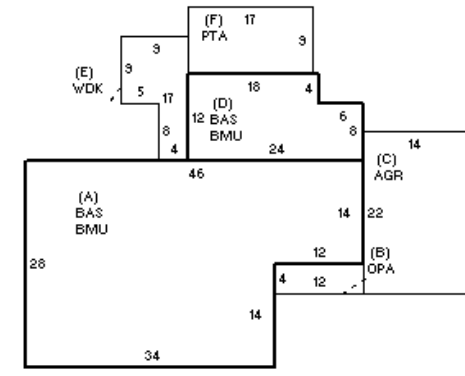 (F) 17
PTA 9
9
(E) 9
WDK
5 17
18 4
(D)
12 BAS
BMU
6
8 8
4 24
14
(C)
AGR
46
(A)
BAS
BMU
14 22
12
(B)
OPA
28
4 12
14
34